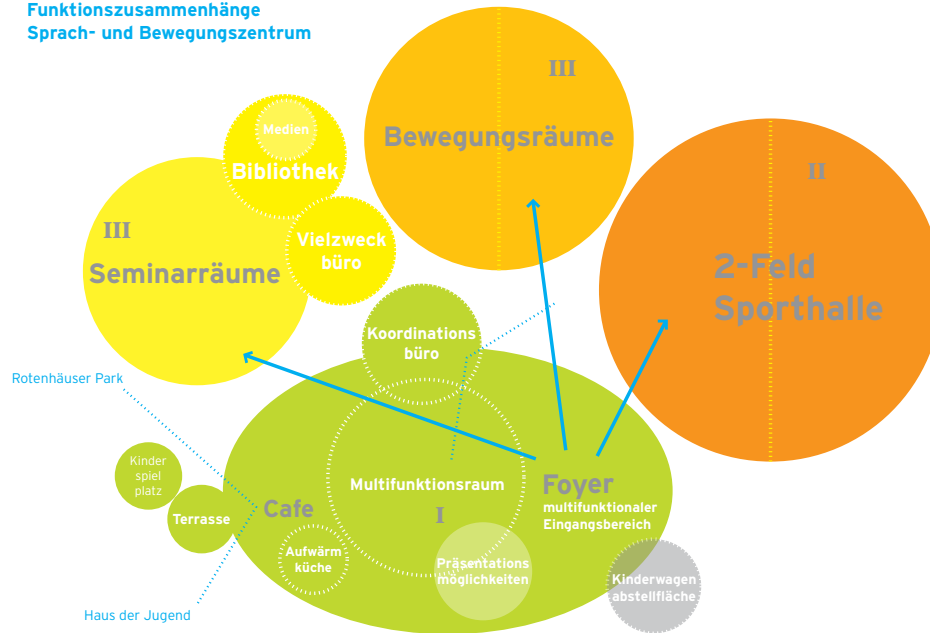 Funktionszusammenhänge
Sprach- und Bewegungszentrum
III
Bewegungsräume
Medien
Bibliothek
II
2-Feld
Sporthalle
III
Seminarräume
Vielzweck
büro
Koordinations
büro
Rotenhäuser Park
Kinder
spiel
platz
Terrasse
Cafe
Multifunktionsraum
I
Foyer
multifunktionaler
Eingangsbereich
Aufwärm
küche
Präsentations
möglichkeiten
Kinderwagen
abstellfläche
Haus der Jugend